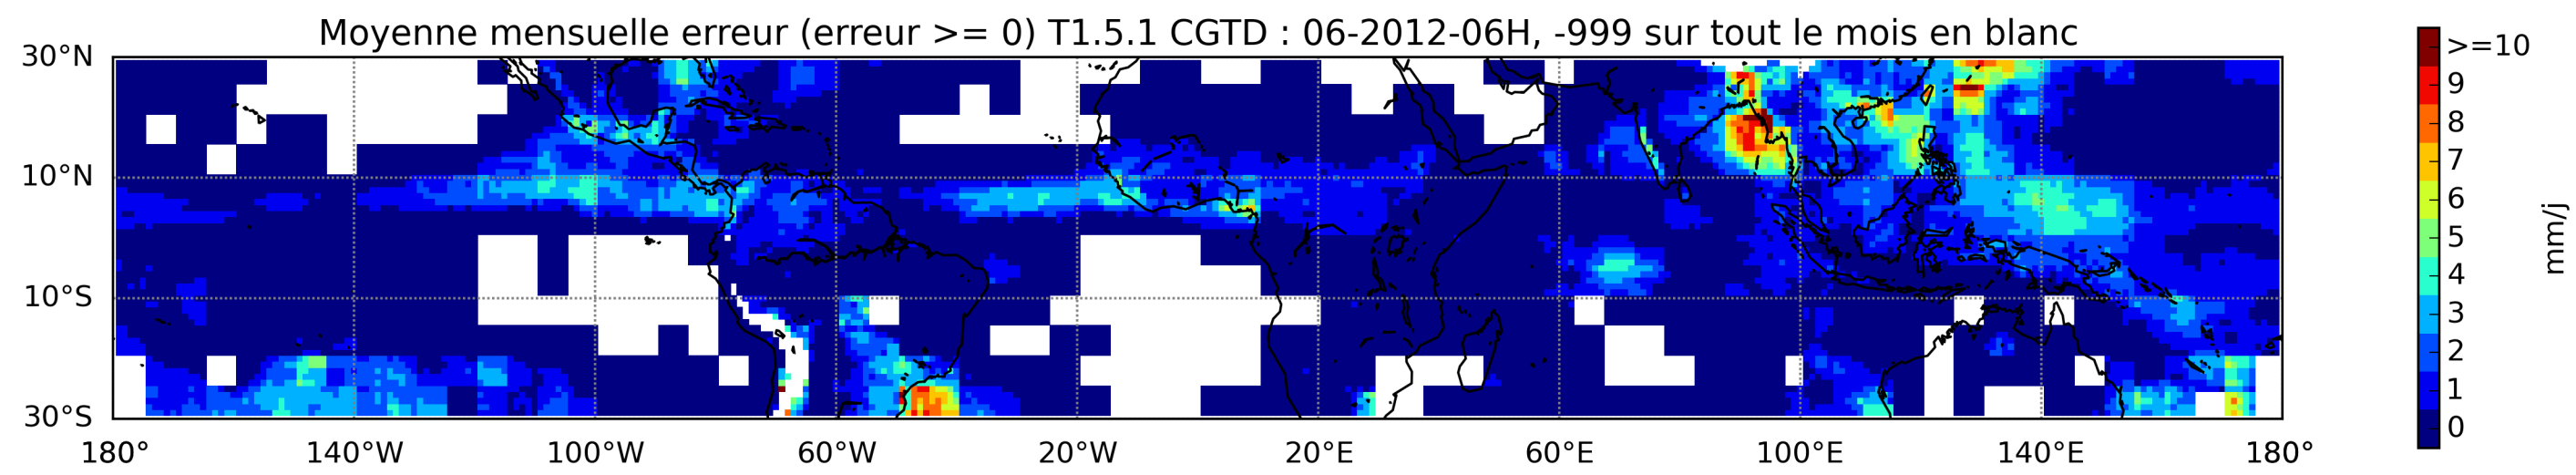 Moyenne mensuelle erreur (erreur >= 0) T1.5.1 CGTD : 06-2012-06H, -999 sur tout le mois en blanc
30°N
10°N
10°S
30°S
180° 140°W 100°W 60°W 20°W 20°E 60°E 100°E 140°E 180°
>=10
9
8
7
6
5
4
3
2
1
0
mm/j